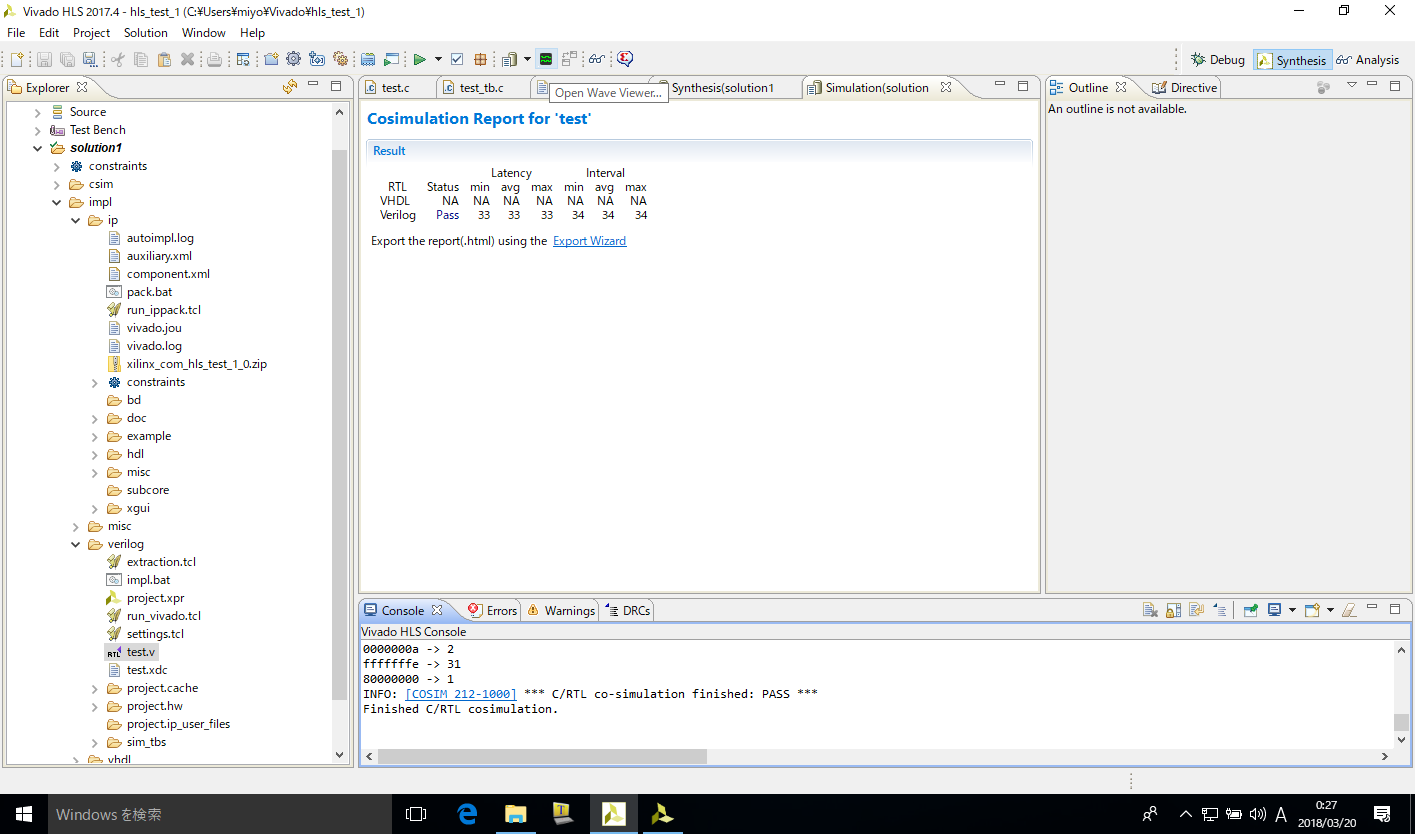 Vivado HLS 2017.4 - hls_test_1 (C:¥Users¥miyo¥Vivado¥hls_test_1)
File Edit Project Solution Window Help
Debug Synthesis Analysis
Explorer
Source
Test Bench
solution1
constraints
csim
impl
ip
autoimpl.log
auxiliary.xml
component.xml
pack.bat
run_ippack.tcl
vivado.jou
vivado.log
xilinx_com_hls_test_1_0.zip
constraints
bd
doc
example
hdl
misc
subcore
xgui
misc
verilog
extraction.tcl
impl.bat
project.xpr
run_vivado.tcl
settings.tcl
RTL test.v
test.xdc
project.cache
project.hw
project.ip_user_files
sim_tbs
vhdl
test.c test_tb.c Synthesis(solution1 Simulation(solution
Open Wave Viewer...
Cosimulation Report for 'test'
Result
Latency Interval
RTL Status min avg max min avg max
VHDL NA NA NA NA NA NA NA
Verilog Pass 33 33 33 34 34 34
Export the report(.html) using the Export Wizard
Outline Directive
An outline is not available.
Console Errors Warnings DRCs
Vivado HLS Console
0000000a -> 2
fffffffe -> 31
80000000 -> 1
INFO: [COSIM 212-1000] *** C/RTL co-simulation finished: PASS ***
Finished C/RTL cosimulation.
Windows を検索
A
0:27
2018/03/20